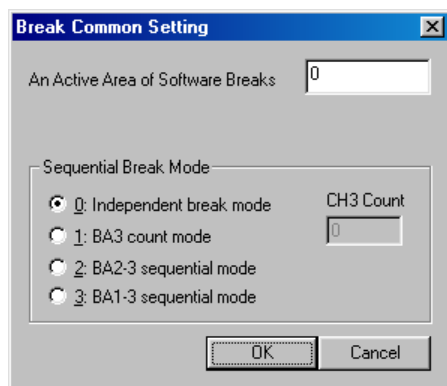 Break Common Setting
An Active Area of Software Breaks 0
Sequential Break Mode
0: Independent break mode
CH3 Count
1: BA3 count mode
0
2: BA2-3 sequential mode
3: BA1-3 sequential mode
OK Cancel